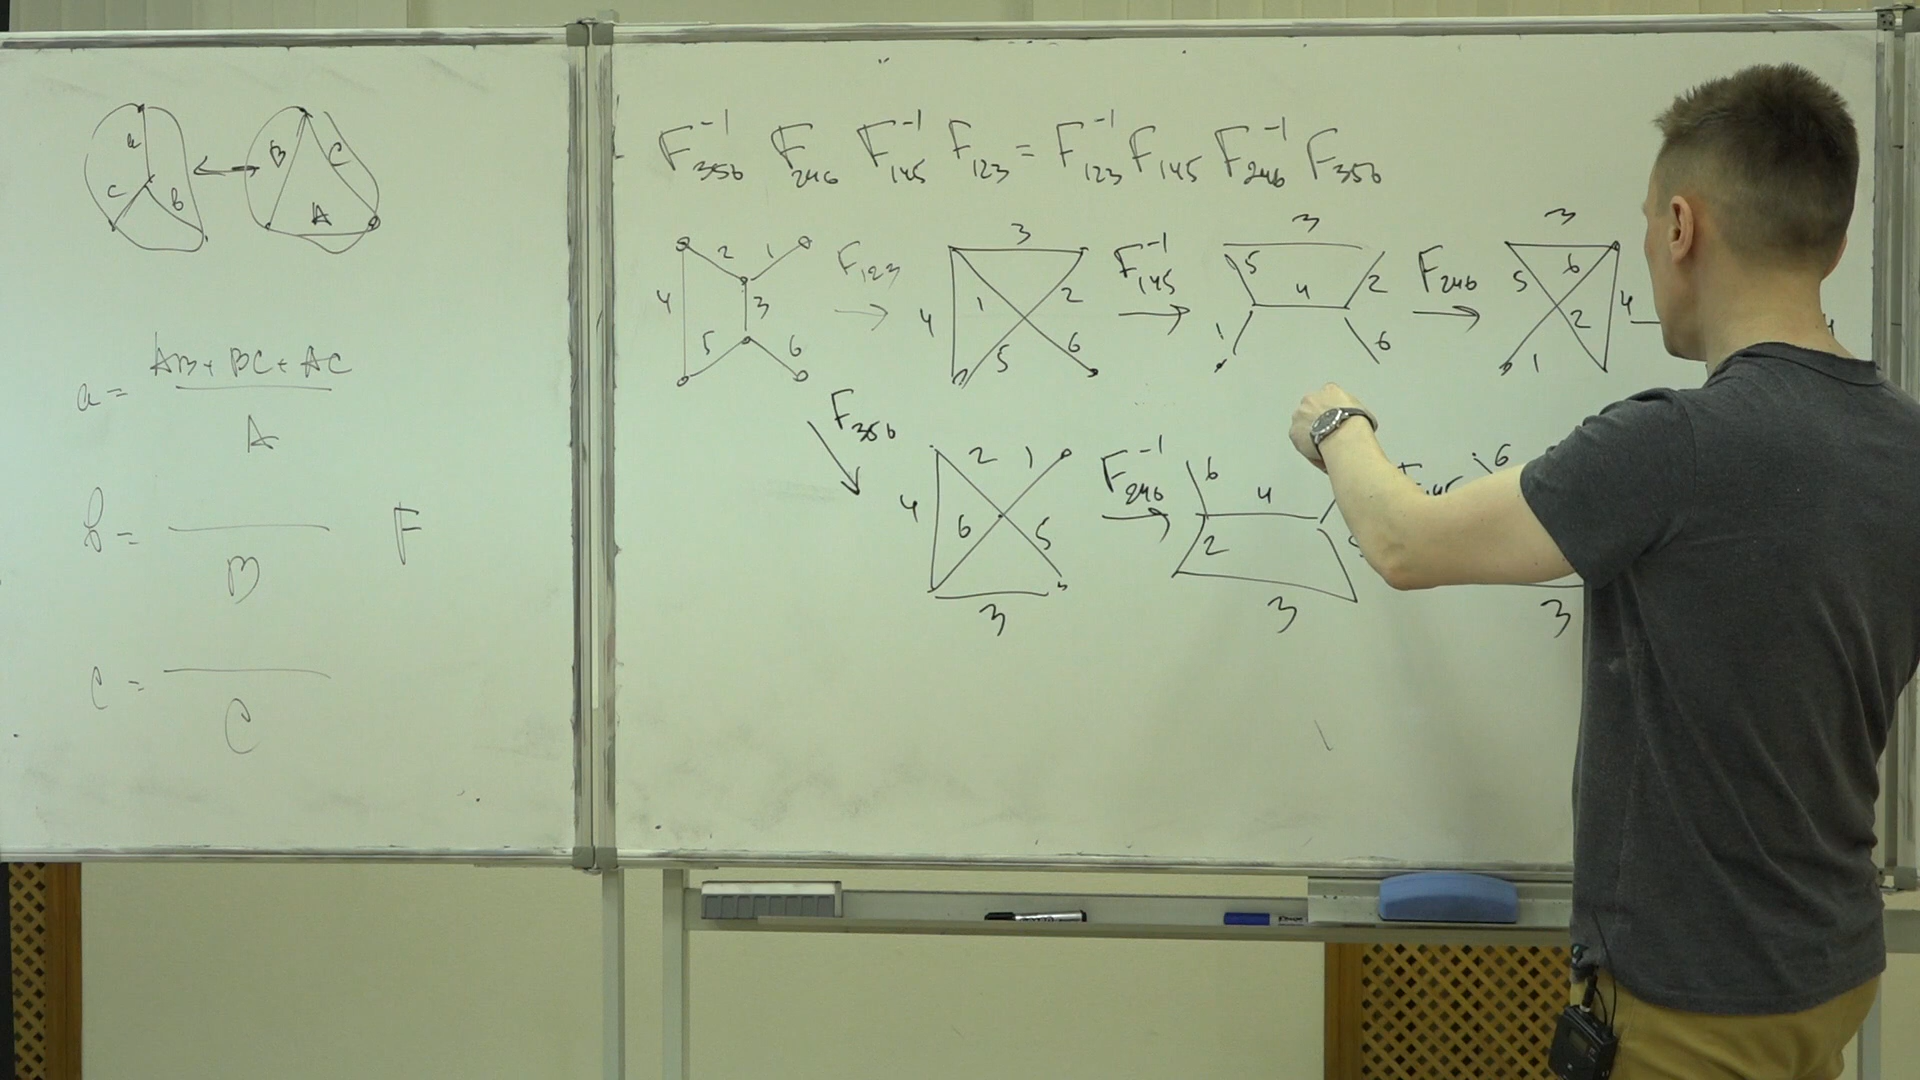 a
c b
B C
A
a = AB + BC + AC / A
b = / B
F
c = / C
F⁻¹₃₅₆ F₂₄₆ F⁻¹₁₄₅ F₁₂₃ = F⁻¹₁₂₃ F₁₄₅ F⁻¹₂₄₆ F₃₅₆
2 1
4 3
5 6
F₁₂₃
3
4 1 2
5 6
F⁻¹₁₄₅
3
5 4 2
1 6
F₂₄₆
3
5 6 4
1 2
F₃₅₆
2 1
4 6 5
3
F⁻¹₂₄₆
6 4
2
3
6
3